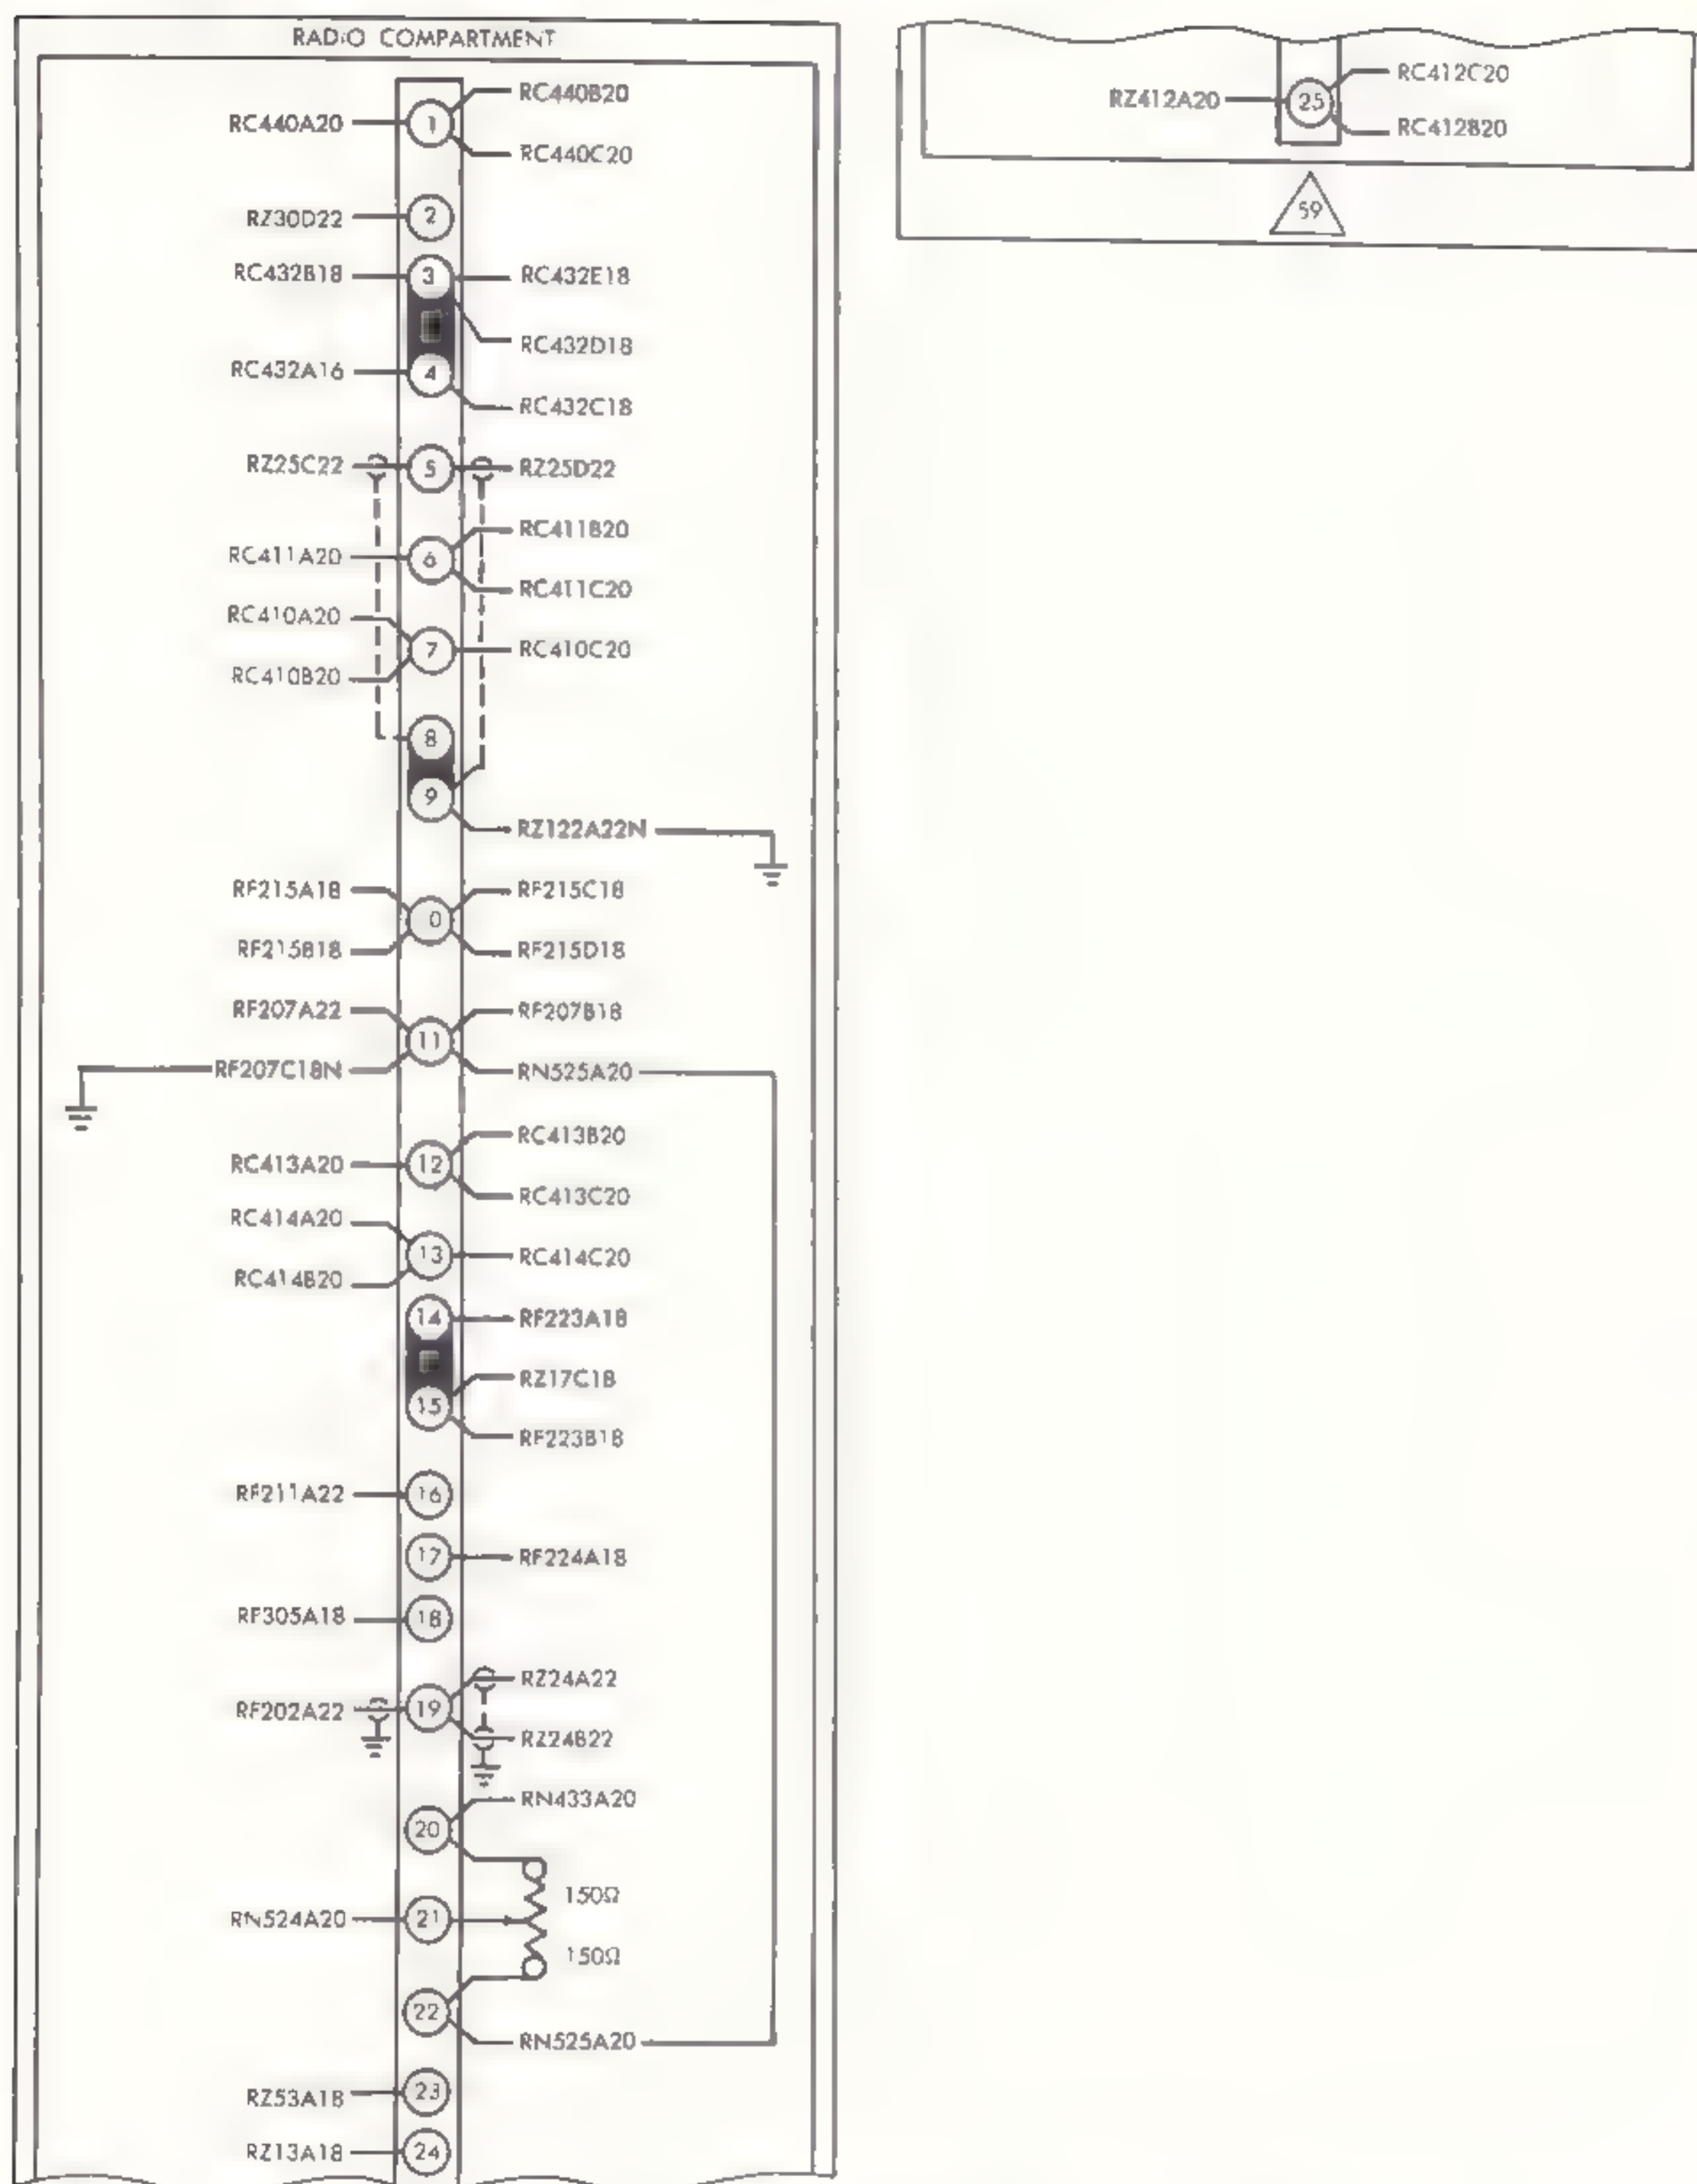 RADIO COMPARTMENT
RC440B20
RC440A20
1
RC440C20
RZ30D22
2
RC432B18
3
RC432E18
RC432D18
RC432A16
4
RC432C18
RZ25C22
5
RZ25D22
RC411B20
RC411A20
6
RC411C20
RC410A20
7
RC410C20
RC410B20
8
9
RZ122A22N
RF215A18
RF215C18
0
RF215B18
RF215D18
RF207A22
RF207B18
11
RF207C18N
RN525A20
RC413B20
RC413A20
12
RC413C20
RC414A20
13
RC414C20
RC414B20
14
RF223A18
RZ17C18
15
RF223B18
RF211A22
16
17
RF224A18
RF305A18
18
RZ24A22
RF202A22
19
RZ24B22
RN433A20
20
150Ω
RN524A20
21
150Ω
22
RN525A20
RZ53A18
23
RZ13A18
24
RC412C20
RZ412A20
25
RC412B20
59